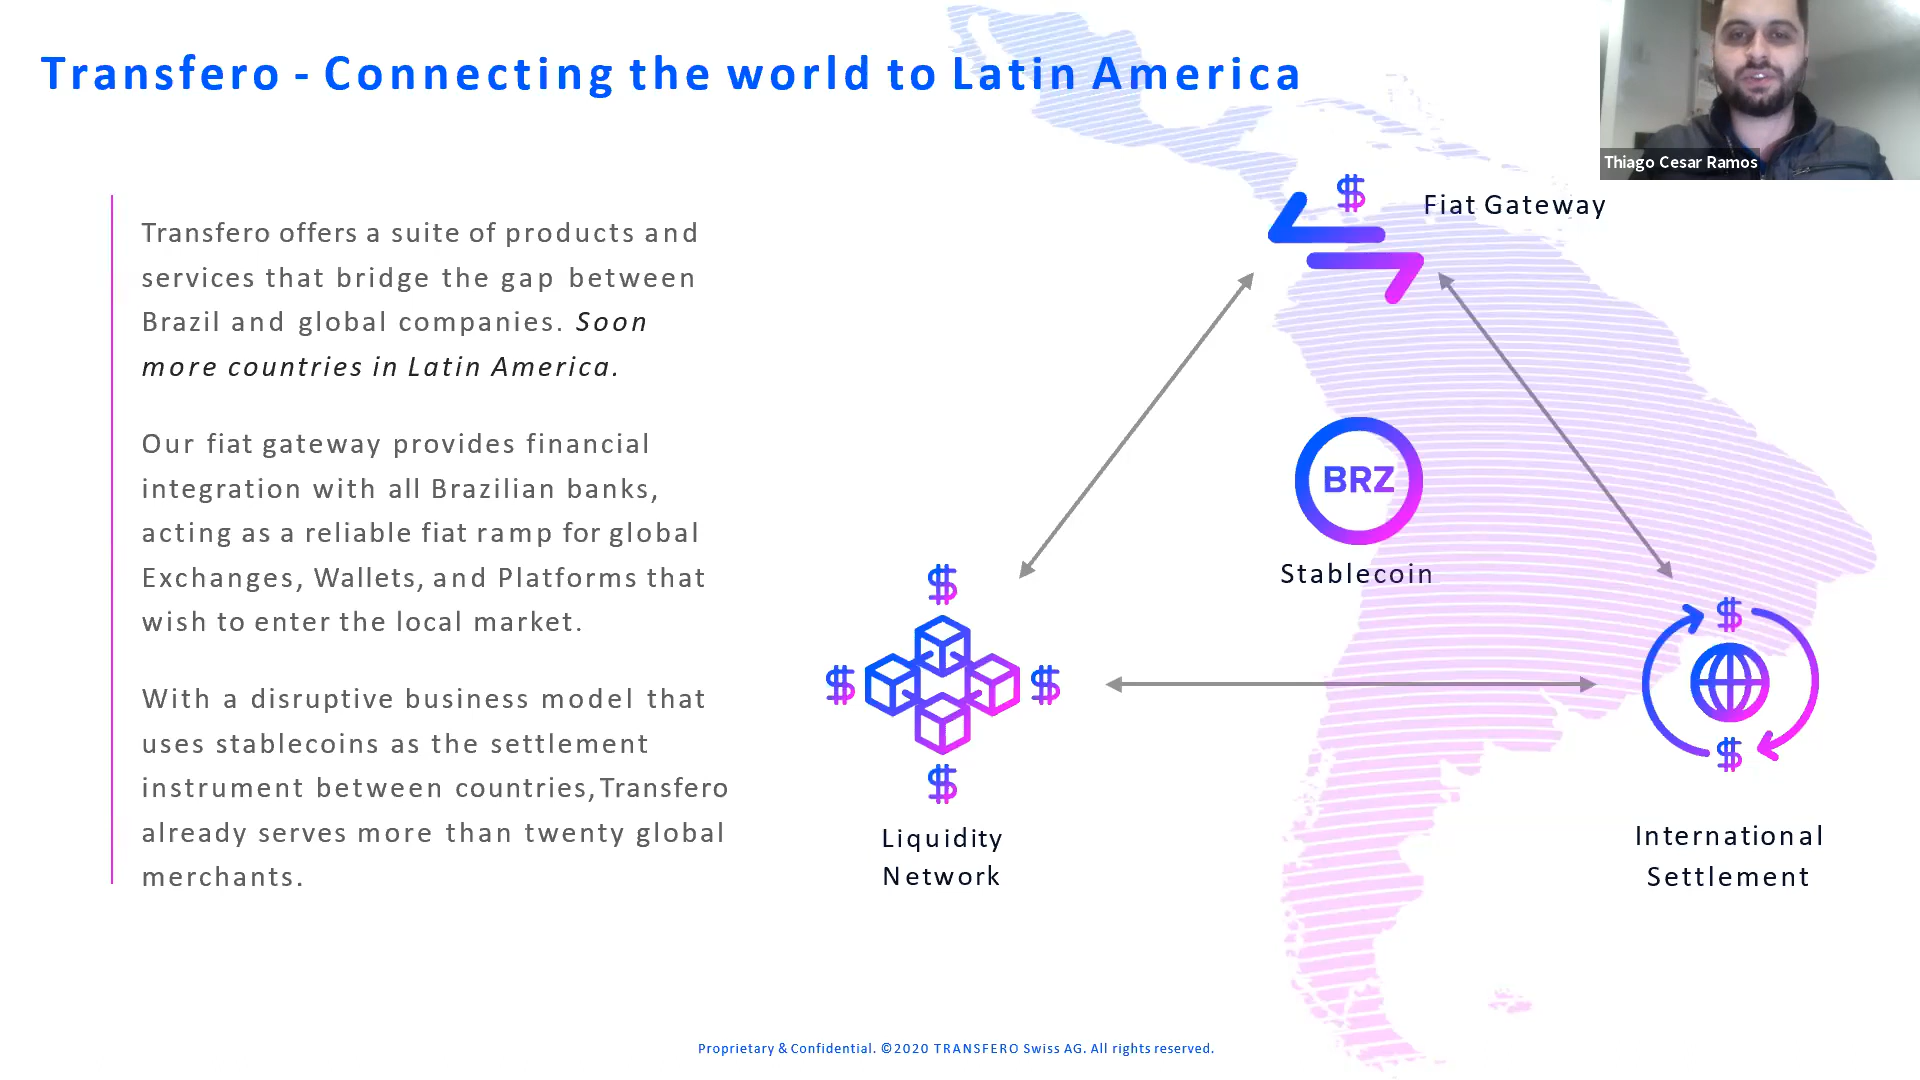 Transfero - Connecting the world to Latin America
Thiago Cesar Ramos
Transfero offers a suite of products and
services that bridge the gap between
Brazil and global companies. Soon
more countries in Latin America.
Our fiat gateway provides financial
integration with all Brazilian banks,
acting as a reliable fiat ramp for global
Exchanges, Wallets, and Platforms that
wish to enter the local market.
With a disruptive business model that
uses stablecoins as the settlement
instrument between countries, Transfero
already serves more than twenty global
merchants.
$
Fiat Gateway
BRZ
Stablecoin
$
$
$
$
Liquidity
Network
$
$
International
Settlement
Proprietary & Confidential. ©2020 TRANSFERO Swiss AG. All rights reserved.